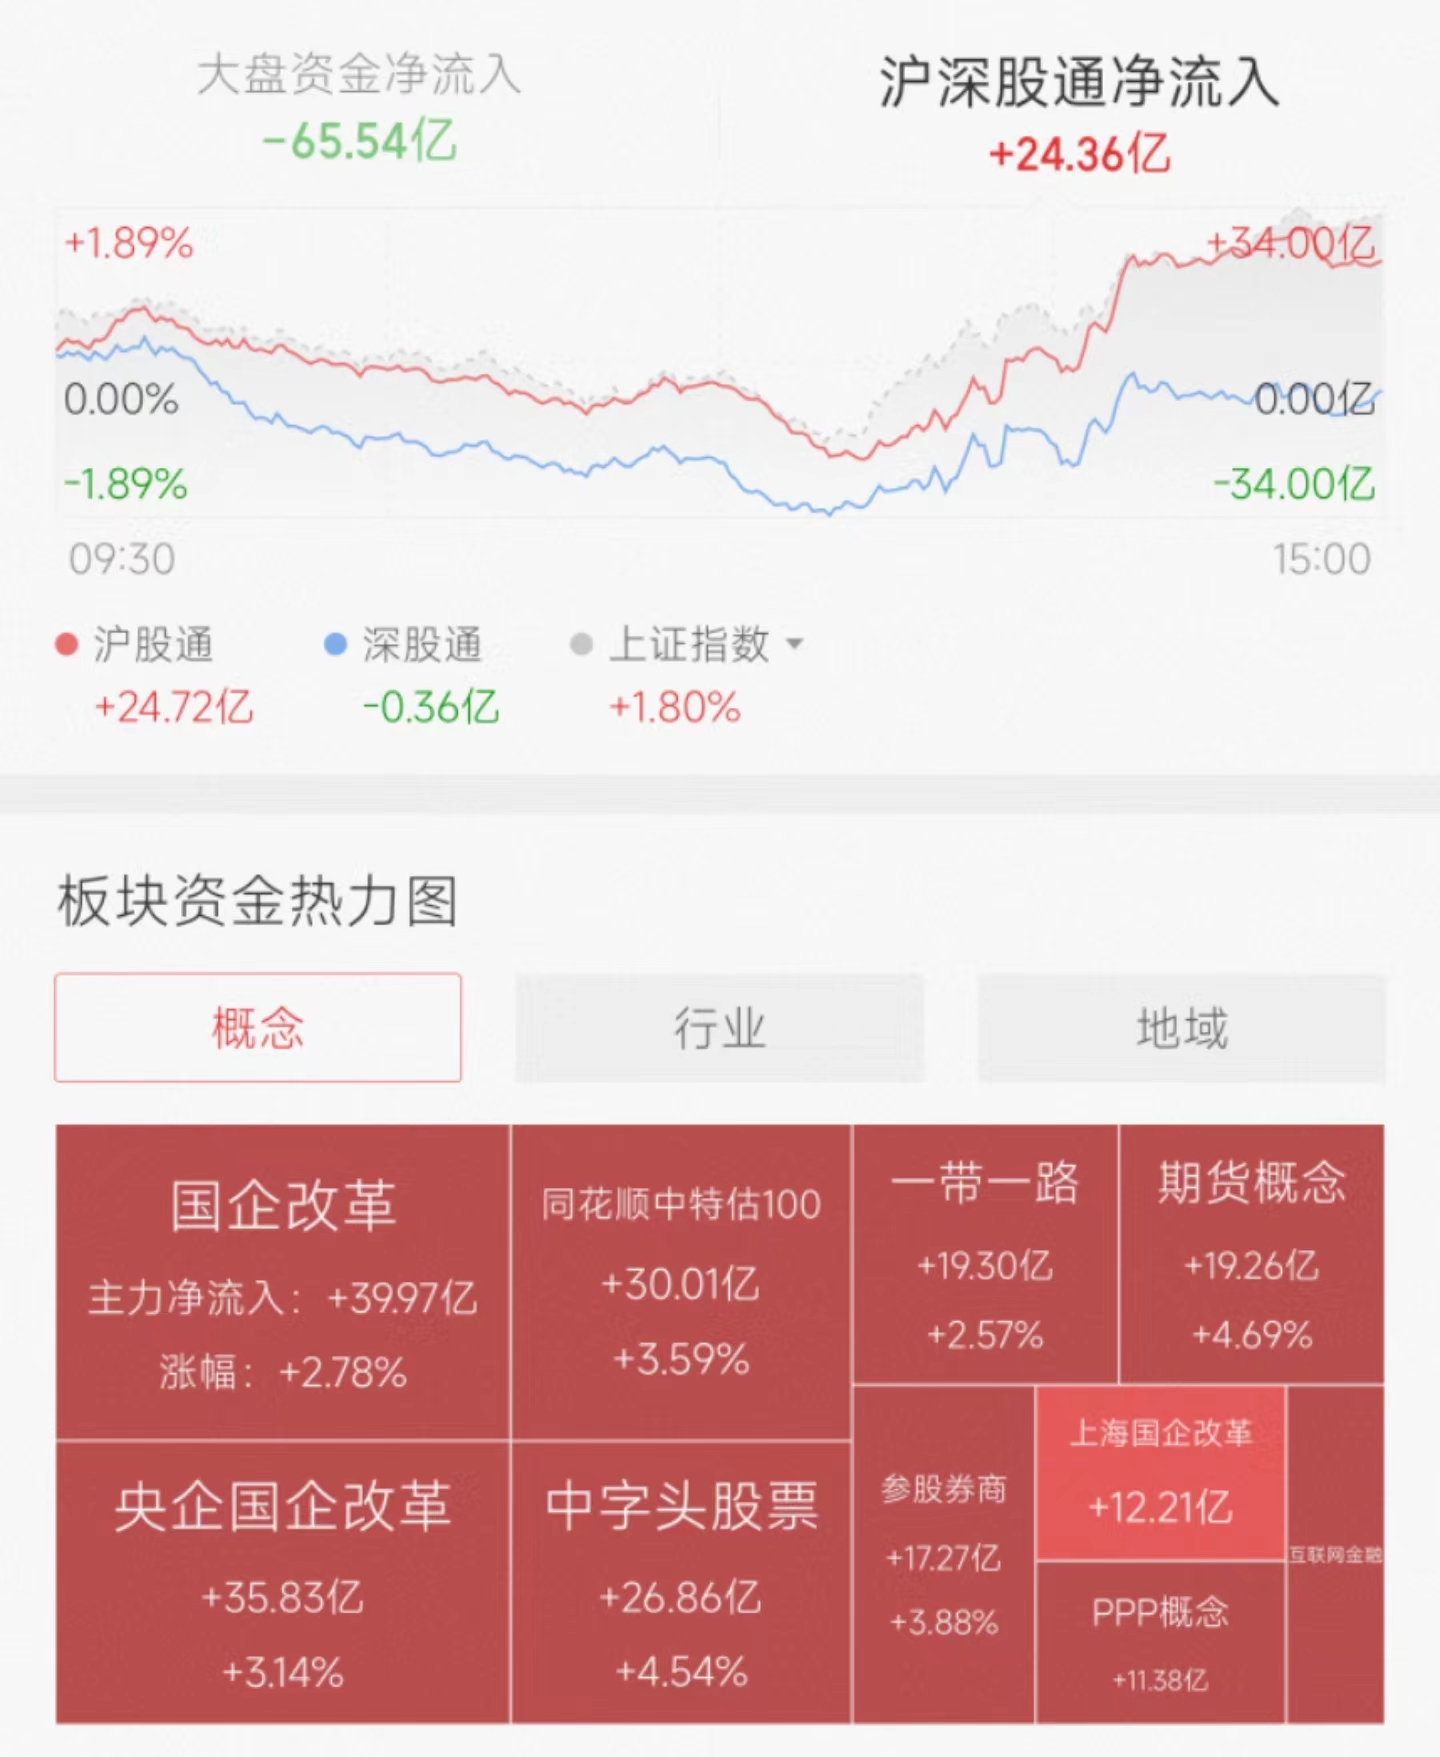 大盘资金净流入
-65.54亿
沪深股通净流入
+24.36亿
+1.89%
+34.00亿
0.00%
0.00亿
-1.89%
-34.00亿
09:30
15:00
沪股通
+24.72亿
深股通
-0.36亿
上证指数
+1.80%
板块资金热力图
概念
行业
地域
国企改革
主力净流入：+39.97亿
涨幅：+2.78%
同花顺中特估100
+30.01亿
+3.59%
一带一路
+19.30亿
+2.57%
期货概念
+19.26亿
+4.69%
央企国企改革
+35.83亿
+3.14%
中字头股票
+26.86亿
+4.54%
参股券商
+17.27亿
+3.88%
上海国企改革
+12.21亿
PPP概念
+11.38亿
互联网金融